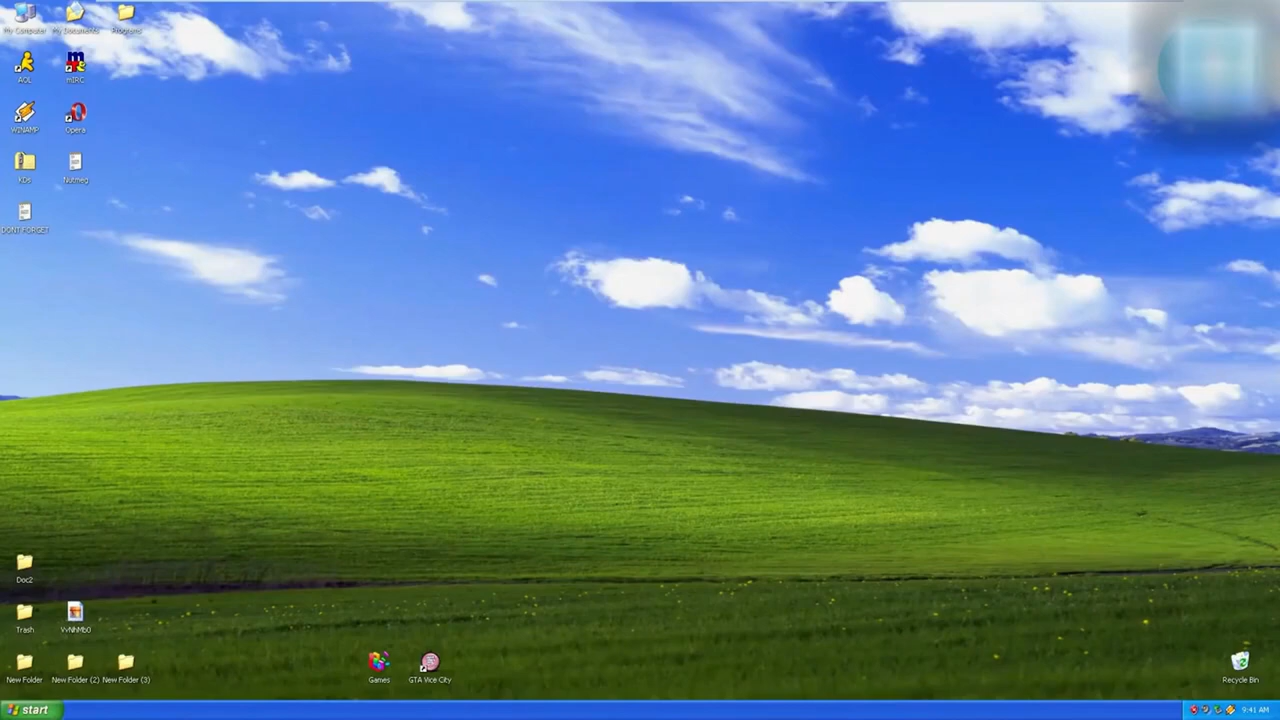 My Computer
My Documents
Programs
AOL
mIRC
WINAMP
Opera
KDs
Nutmeg
DONT FORGET
Doc2
Trash
VvNhMb0
New Folder
New Folder (2)
New Folder (3)
Games
GTA Vice City
Recycle Bin
start
9:41 AM